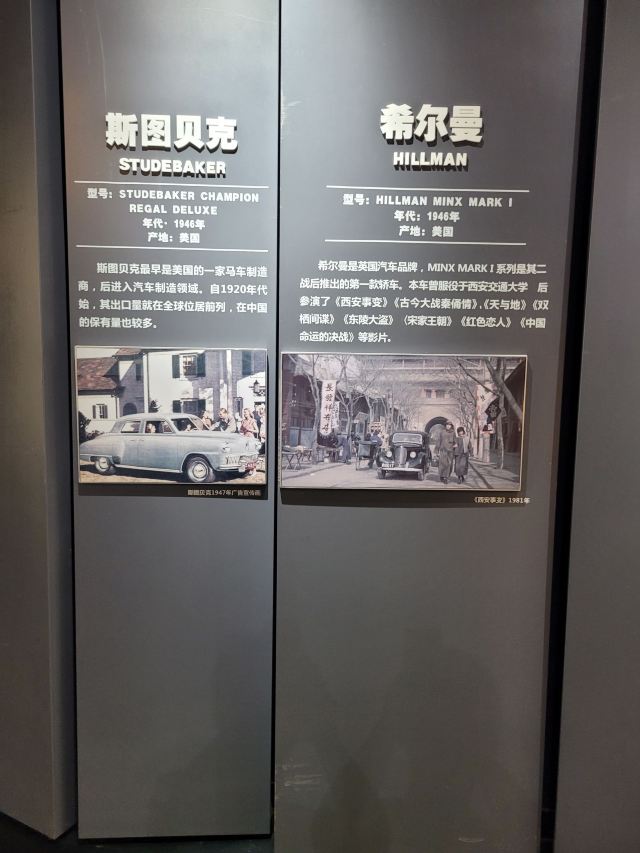 斯图贝克
STUDEBAKER
型号：STUDEBAKER CHAMPION
REGAL DELUXE
年代：1946年
产地：美国
斯图贝克最早是美国的一家马车制造
商，后进入汽车制造领域。自1920年代
始，其出口量就在全球位居前列，在中国
的保有量也较多。
斯图贝克1947年广告宣传画
希尔曼
HILLMAN
型号：HILLMAN MINX MARK I
年代：1946年
产地：美国
希尔曼是英国汽车品牌，MINX MARK I 系列是其二
战后推出的第一款轿车。本车曾服役于西安交通大学 后
参演了《西安事变》《古今大战秦俑情》、《天与地》《双
栖间谍》《东陵大盗》《宋家王朝》《红色恋人》《中国
命运的决战》等影片。
長發祥布店
《西安事变》1981年